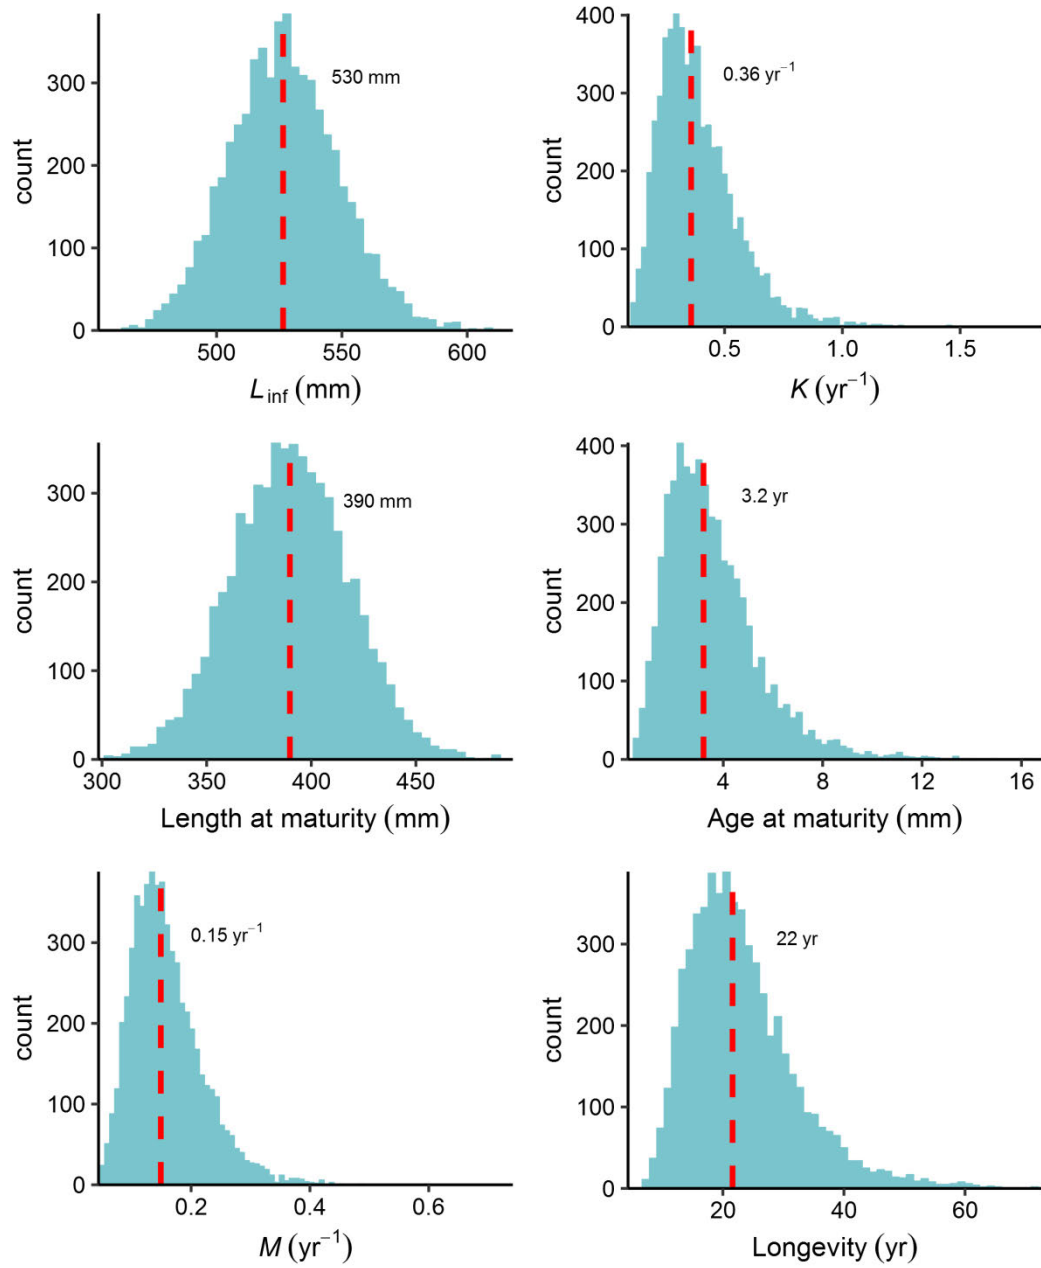 count
300
200
100
0
530 mm
500
550
600
L inf (mm)
count
400
300
200
100
0
0.36 yr−1
0.5
1.0
1.5
K (yr−1)
count
300
200
100
0
390 mm
300
350
400
450
Length at maturity (mm)
count
400
300
200
100
0
3.2 yr
4
8
12
16
Age at maturity (mm)
count
300
200
100
0
0.15 yr−1
0.2
0.4
0.6
M (yr−1)
count
300
200
100
0
22 yr
20
40
60
Longevity (yr)